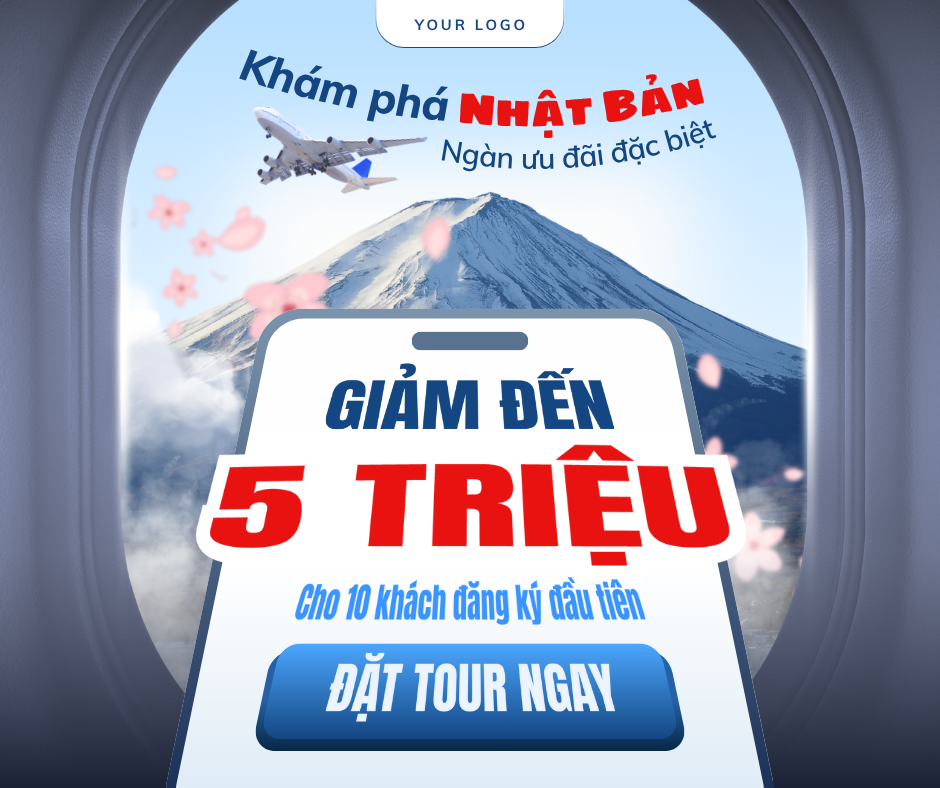 YOUR LOGO
Khám phá NHẬT BẢN
Ngàn ưu đãi đặc biệt
GIẢM ĐẾN
5 TRIỆU
Cho 10 khách đăng ký đầu tiên
ĐẶT TOUR NGAY